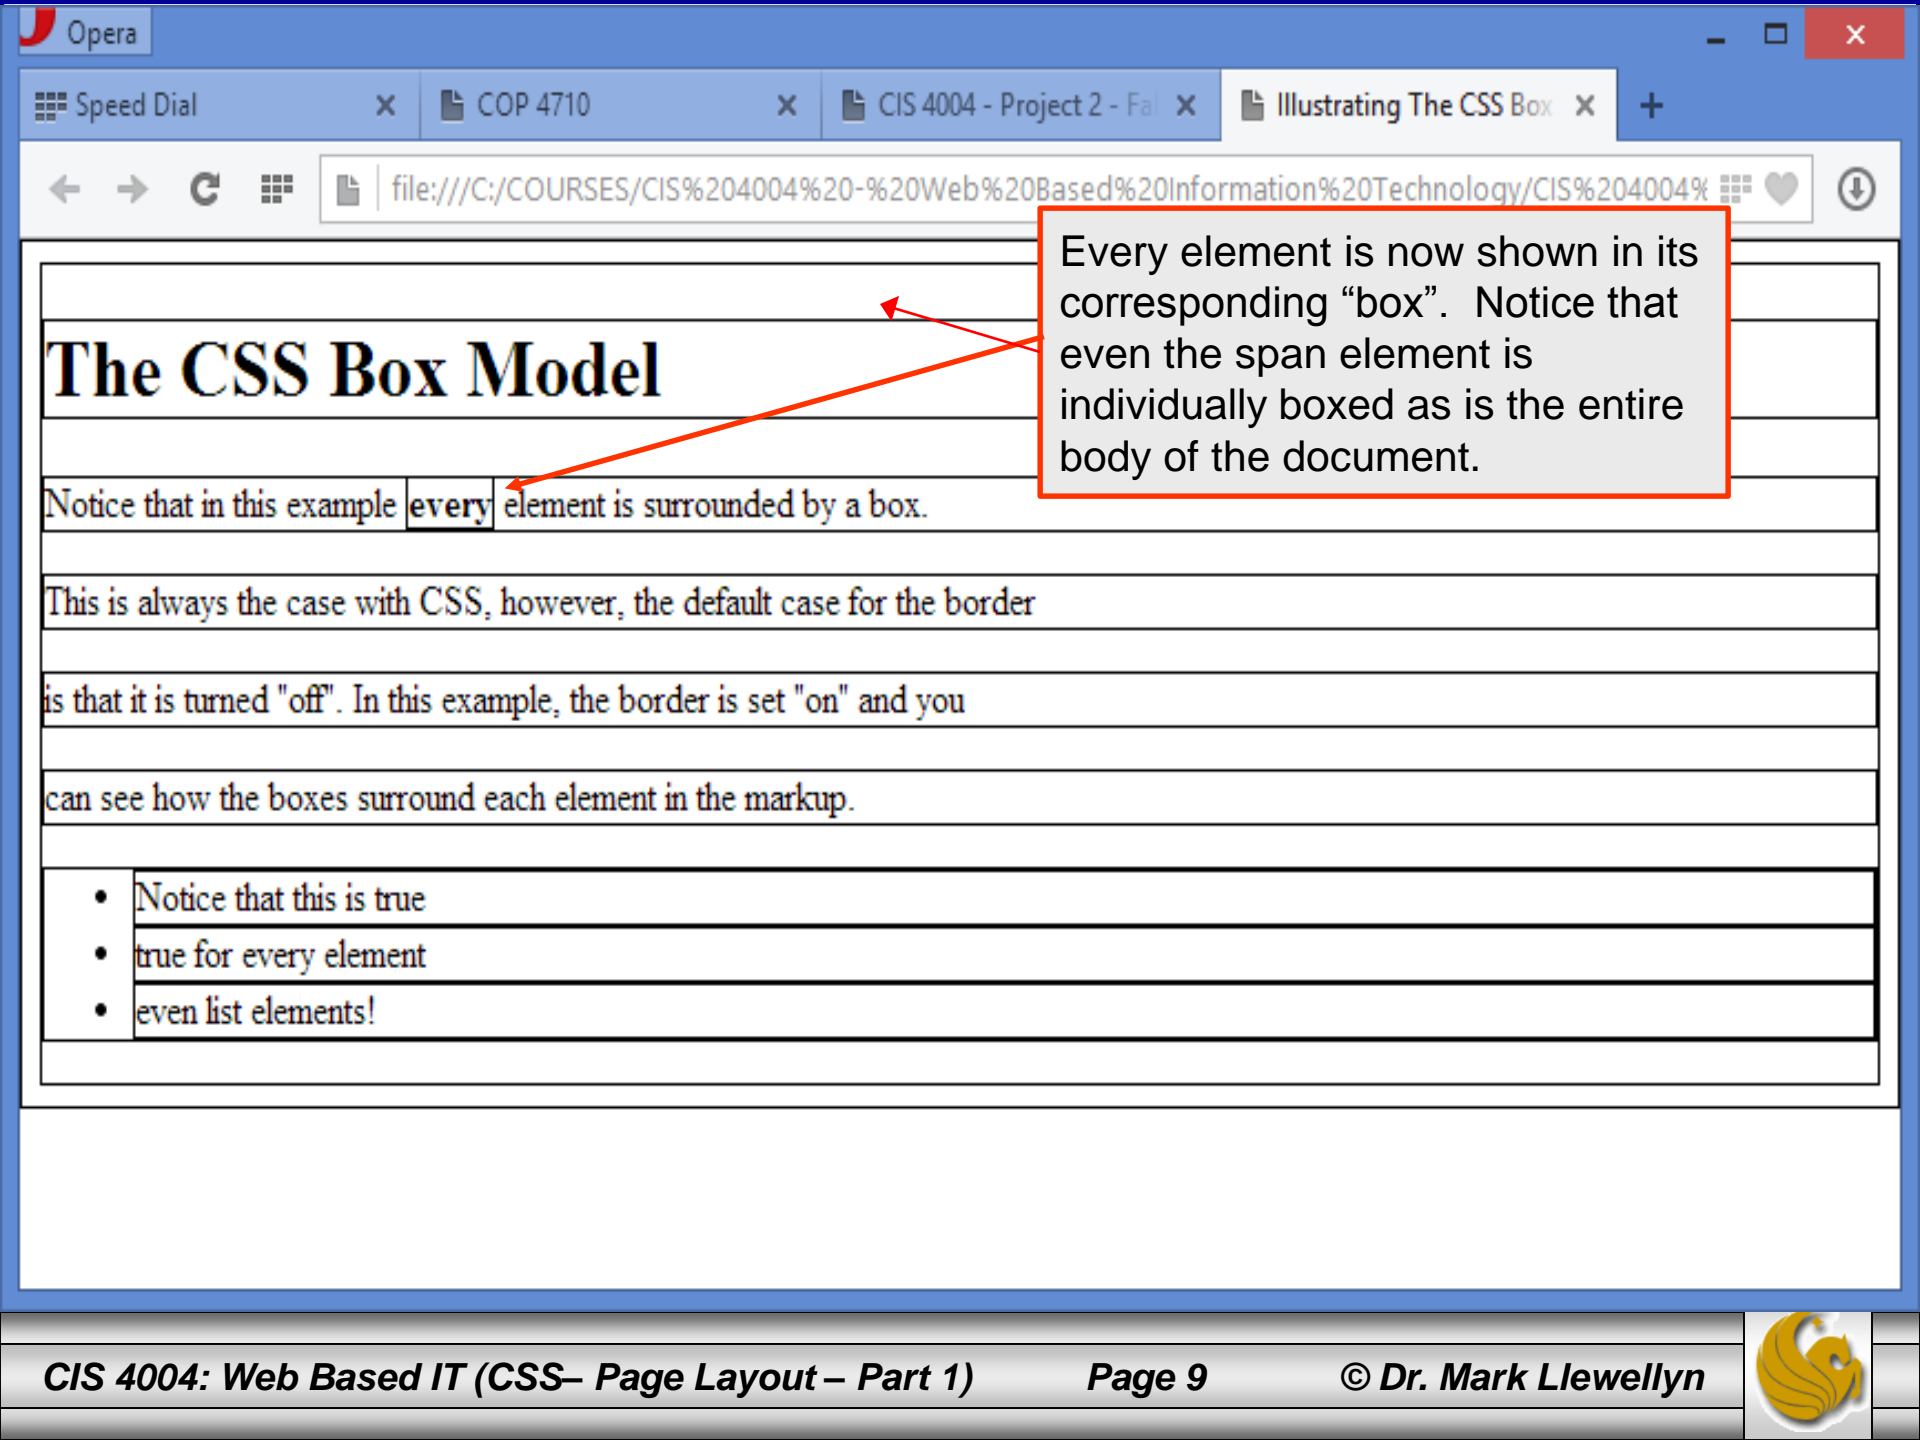 Opera
Speed Dial
COP 4710
CIS 4004 - Project 2 - Fal
Illustrating The CSS Box
file:///C:/COURSES/CIS%204004%20-%20Web%20Based%20Information%20Technology/CIS%204004%
Every element is now shown in its
corresponding “box”.  Notice that
even the span element is
individually boxed as is the entire
body of the document.
The CSS Box Model
Notice that in this example every element is surrounded by a box.
This is always the case with CSS, however, the default case for the border
is that it is turned "off". In this example, the border is set "on" and you
can see how the boxes surround each element in the markup.
• Notice that this is true
• true for every element
• even list elements!
CIS 4004: Web Based IT (CSS– Page Layout – Part 1) Page 9 © Dr. Mark Llewellyn